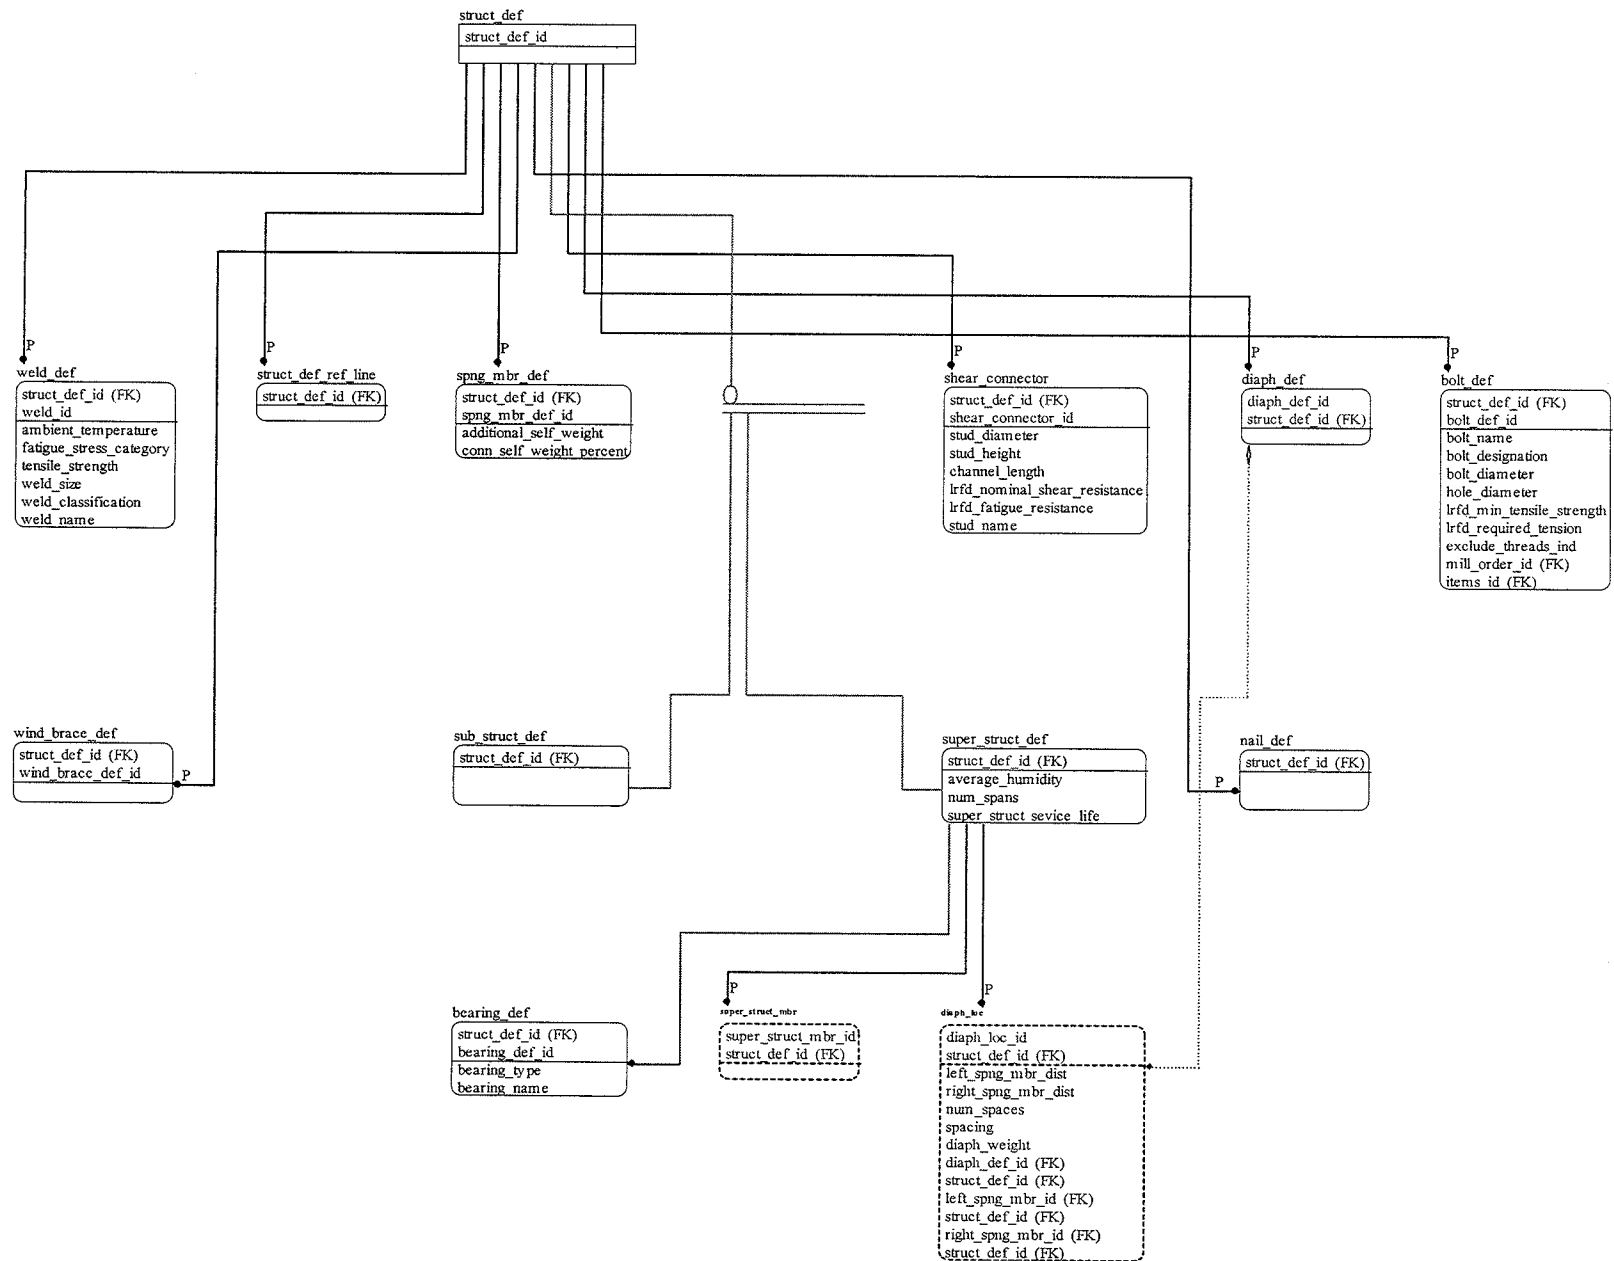 struct_def
struct_def_id
P
weld_def
struct_def_id (FK)
weld_id
ambient_temperature
fatigue_stress_category
tensile_strength
weld_size
weld_classification
weld_name
P
struct_def_ref_line
struct_def_id (FK)
P
spng_mbr_def
struct_def_id (FK)
spng_mbr_def_id
additional_self_weight
conn_self_weight_percent
P
shear_connector
struct_def_id (FK)
shear_connector_id
stud_diameter
stud_height
channel_length
lrfd_nominal_shear_resistance
lrfd_fatigue_resistance
stud_name
P
diaph_def
diaph_def_id
struct_def_id (FK)
P
bolt_def
struct_def_id (FK)
bolt_def_id
bolt_name
bolt_designation
bolt_diameter
hole_diameter
lrfd_min_tensile_strength
lrfd_required_tension
exclude_threads_ind
mill_order_id (FK)
items_id (FK)
wind_brace_def
struct_def_id (FK)
wind_brace_def_id
P
sub_struct_def
struct_def_id (FK)
super_struct_def
struct_def_id (FK)
average_humidity
num_spans
super_struct_sevice_life
nail_def
struct_def_id (FK)
P
bearing_def
struct_def_id (FK)
bearing_def_id
bearing_type
bearing_name
P
super_struct_mbr
super_struct_mbr_id
struct_def_id (FK)
P
diaph_loc
diaph_loc_id
struct_def_id (FK)
left_spng_mbr_dist
right_spng_mbr_dist
num_spaces
spacing
diaph_weight
diaph_def_id (FK)
struct_def_id (FK)
left_spng_mbr_id (FK)
struct_def_id (FK)
right_spng_mbr_id (FK)
struct_def_id (FK)